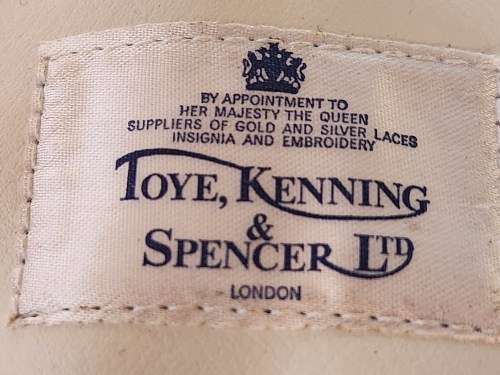 BY APPOINTMENT TO
HER MAJESTY THE QUEEN
SUPPLIERS OF GOLD AND SILVER LACES
INSIGNIA AND EMBROIDERY
TOYE, KENNING
&
SPENCER LTD
LONDON